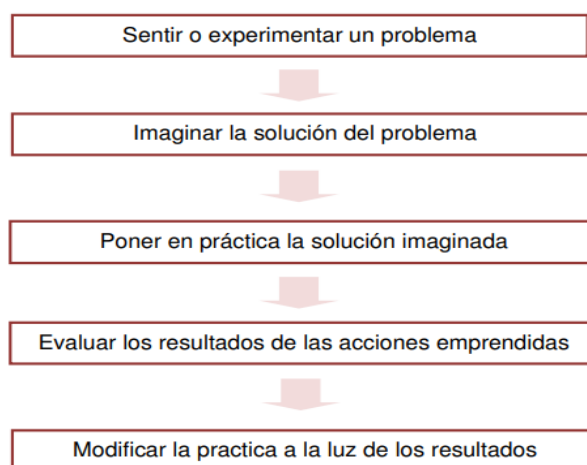 Sentir o experimentar un problema
Imaginar la solución del problema
Poner en práctica la solución imaginada
Evaluar los resultados de las acciones emprendidas
Modificar la practica a la luz de los resultados